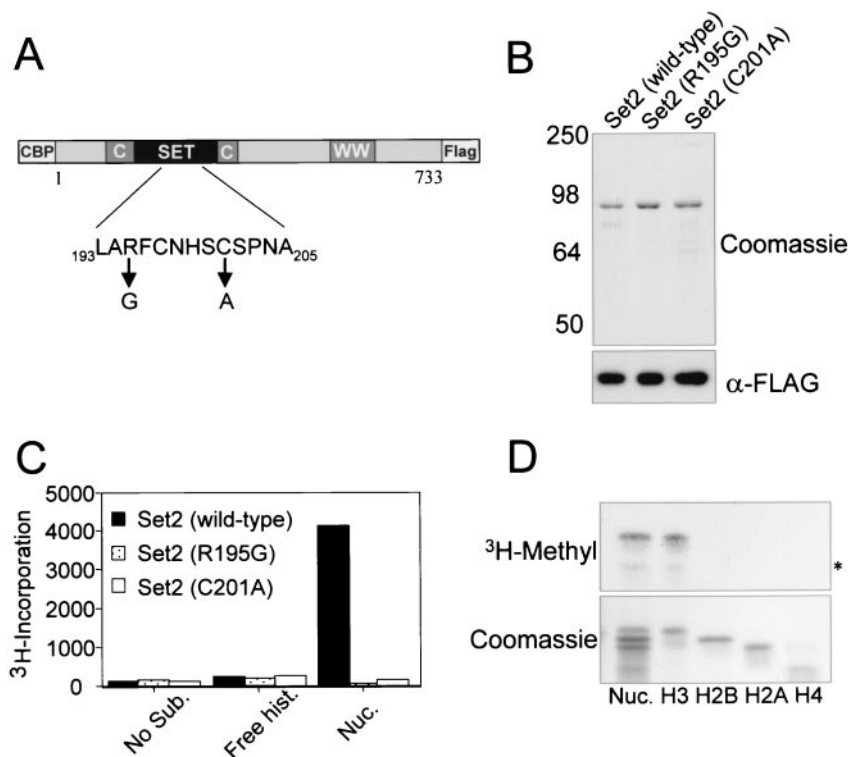 A
CBP C SET C WW Flag
1 733
193LARFCNHSCSPNA205
G A
B
Set2 (wild-type)
Set2 (R195G)
Set2 (C201A)
250
98
64
50
Coomassie
α-FLAG
C
3H-Incorporation
5000
4000
3000
2000
1000
0
Set2 (wild-type)
Set2 (R195G)
Set2 (C201A)
No Sub.
Free hist.
Nuc.
D
3H-Methyl
*
Coomassie
Nuc. H3 H2B H2A H4